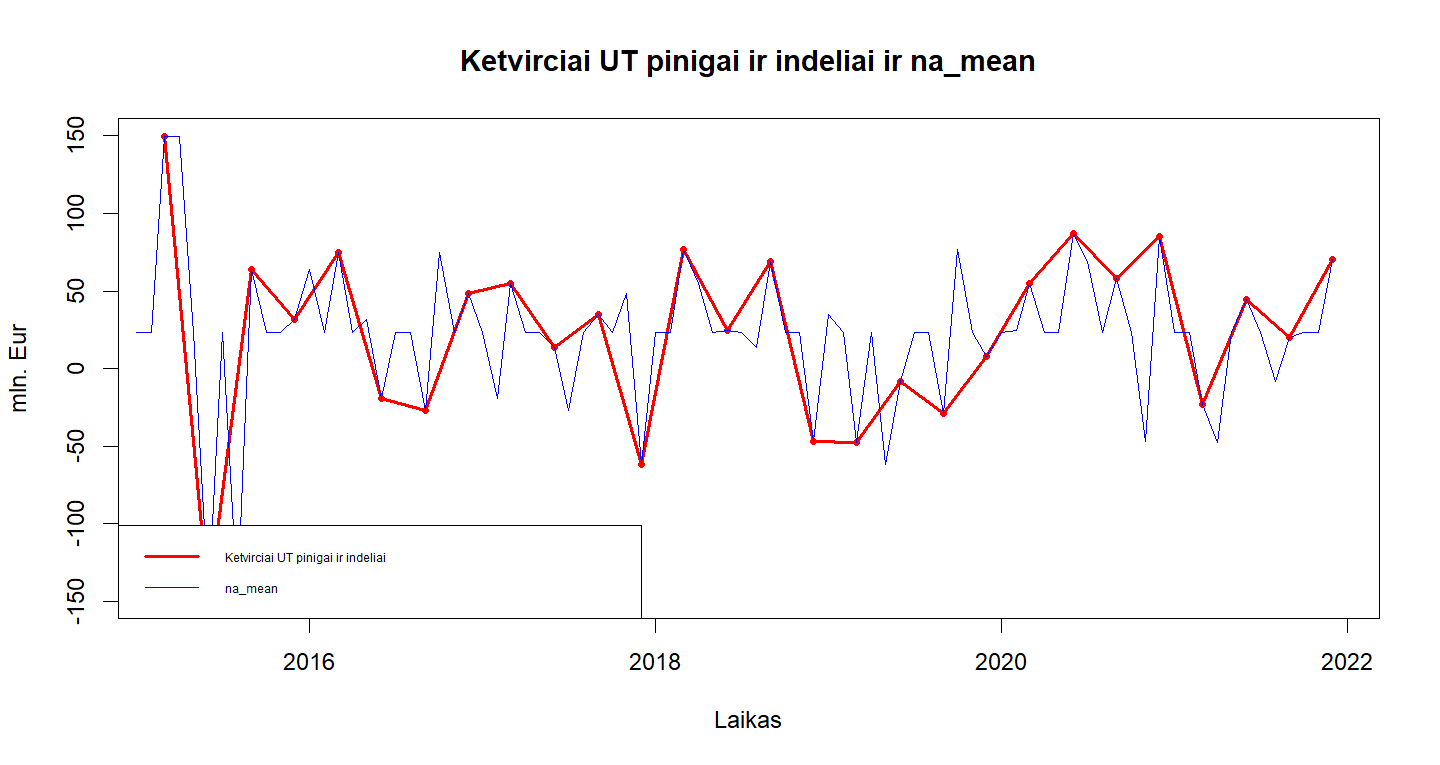 Ketvirciai UT pinigai ir indeliai ir na_mean
mln. Eur
150
100
50
0
-50
-100
-150
Ketvirciai UT pinigai ir indeliai
na_mean
2016
2018
2020
2022
Laikas